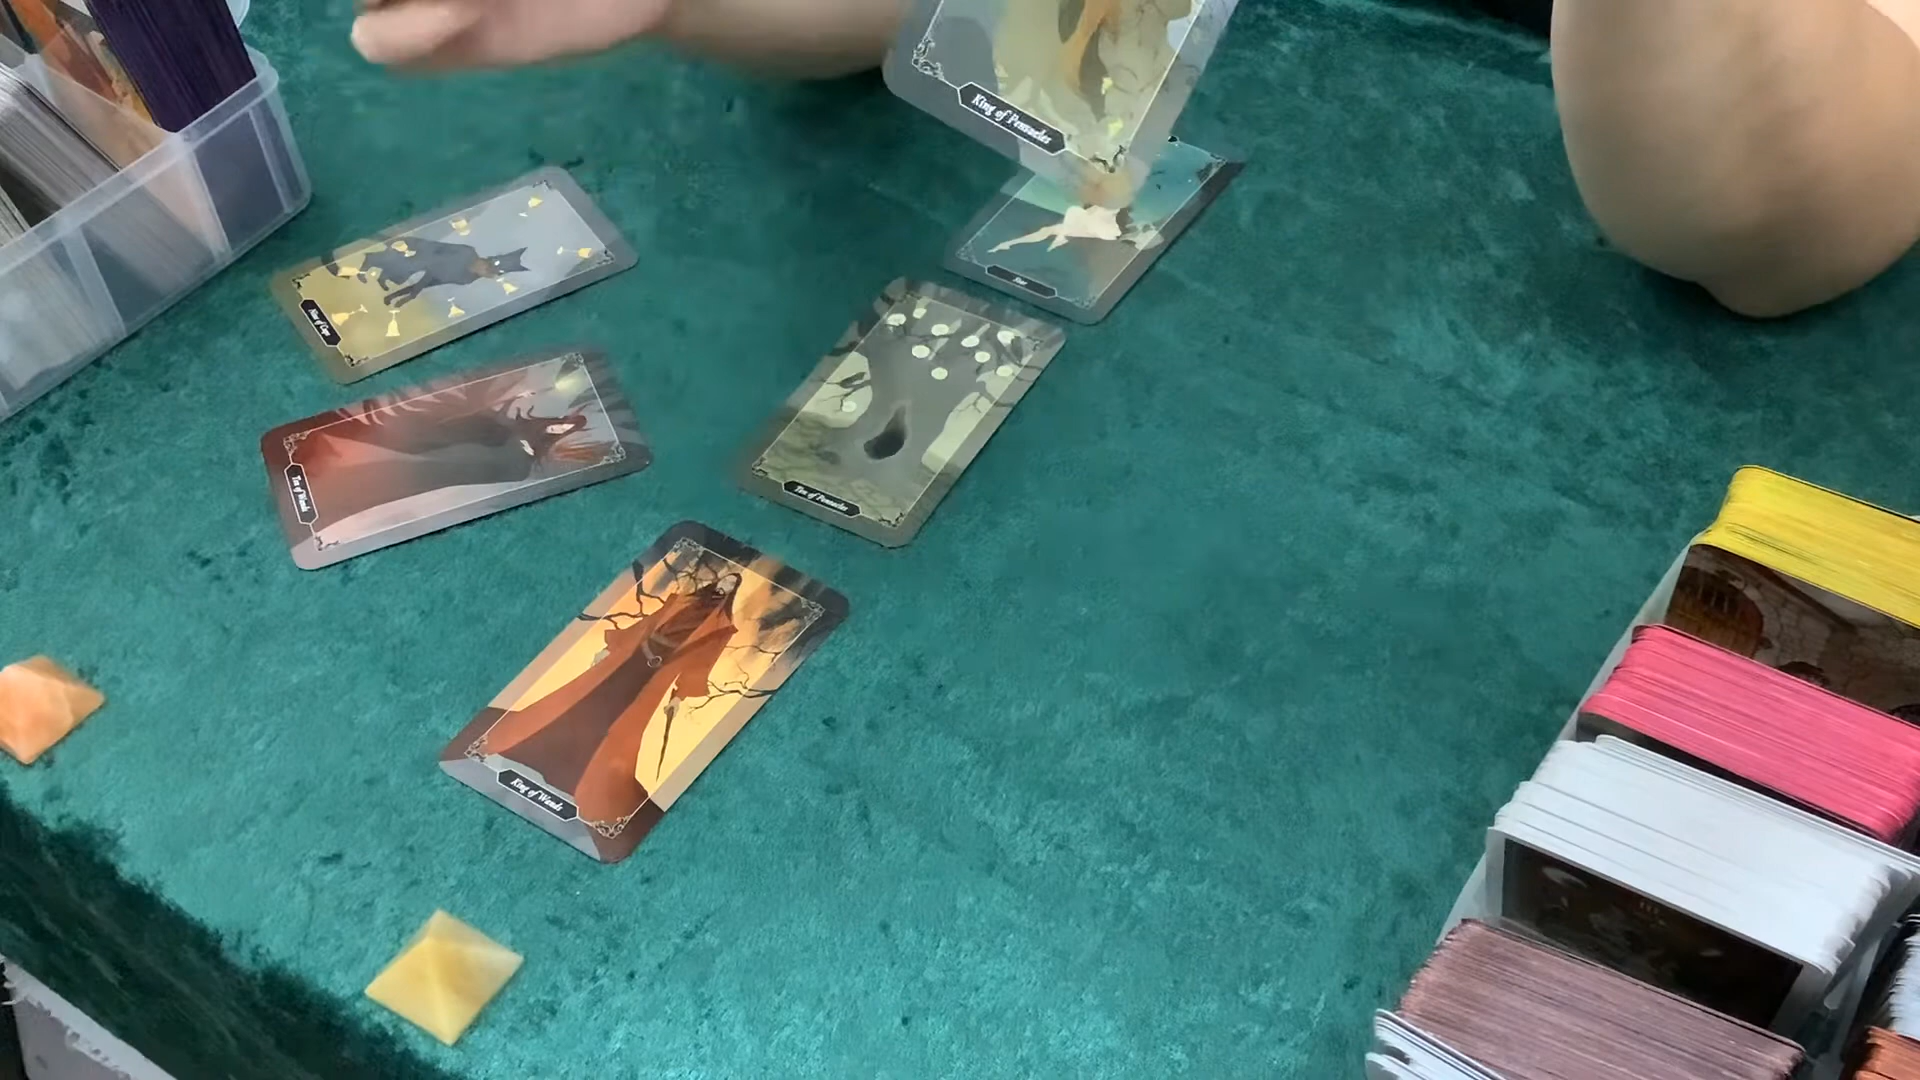 King of Pentacles
Nine of Cups
Ten of Pentacles
Ten of Wands
King of Wands